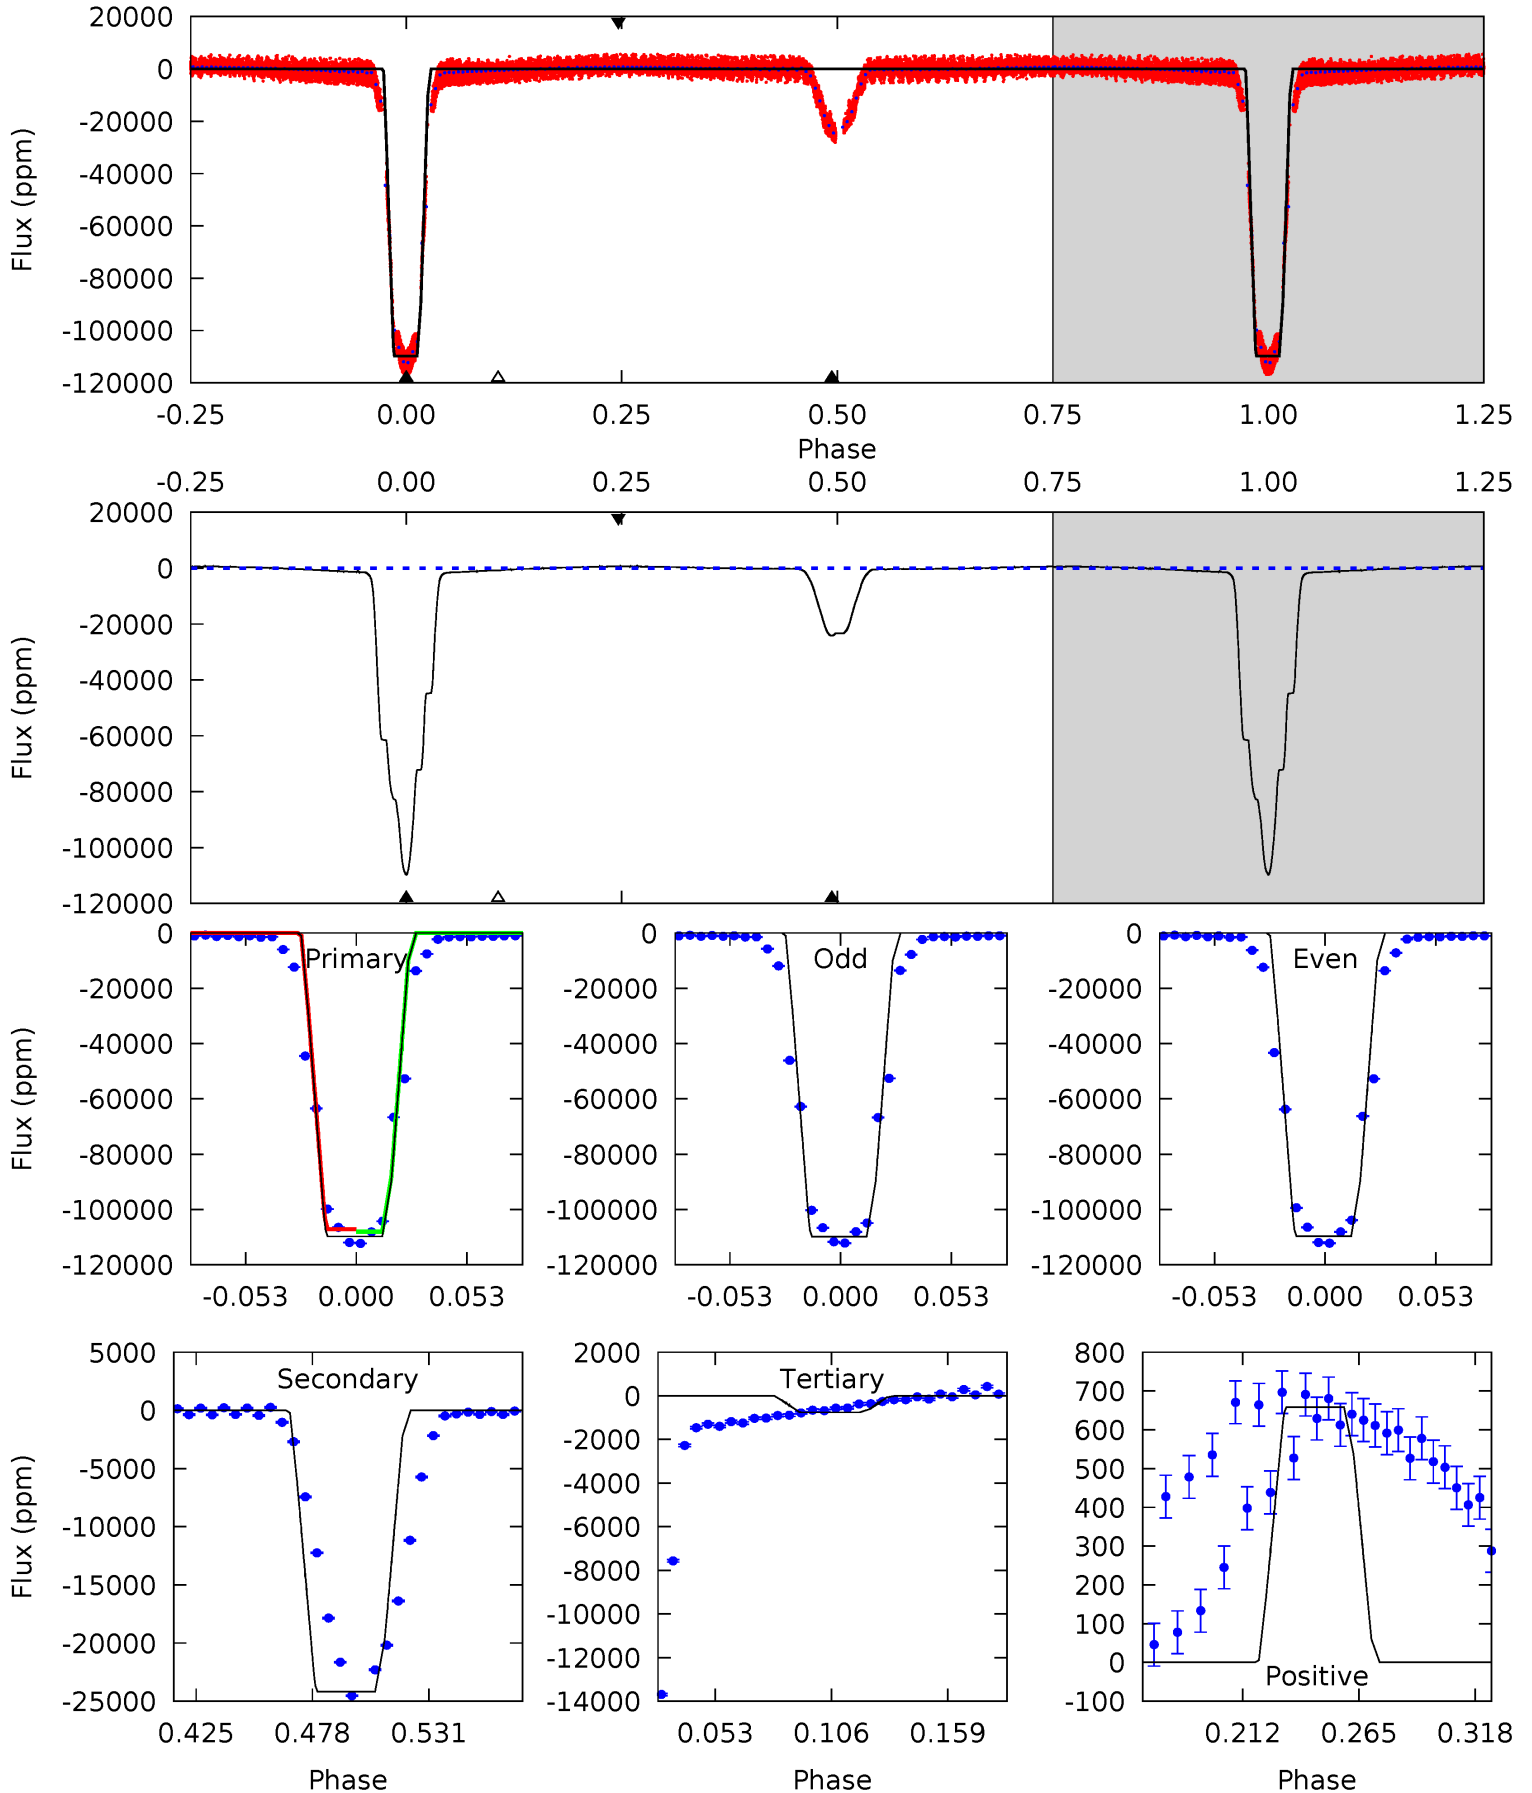 20000
0
-20000
-40000
-60000
-80000
-100000
-120000
Flux (ppm)
-0.25 0.00 0.25 0.50 0.75 1.00 1.25
Phase
-0.25 0.00 0.25 0.50 0.75 1.00 1.25
20000
0
-20000
-40000
-60000
-80000
-100000
-120000
Flux (ppm)
Primary
0
-20000
-40000
-60000
-80000
-100000
-120000
Flux (ppm)
-0.053 0.000 0.053
Odd
0
-20000
-40000
-60000
-80000
-100000
-120000
-0.053 0.000 0.053
Even
0
-20000
-40000
-60000
-80000
-100000
-120000
-0.053 0.000 0.053
Secondary
5000
0
-5000
-10000
-15000
-20000
-25000
Flux (ppm)
0.425 0.478 0.531
Phase
Tertiary
2000
0
-2000
-4000
-6000
-8000
-10000
-12000
-14000
0.053 0.106 0.159
Phase
800
700
600
500
400
300
200
100
0
-100
Positive
0.212 0.265 0.318
Phase